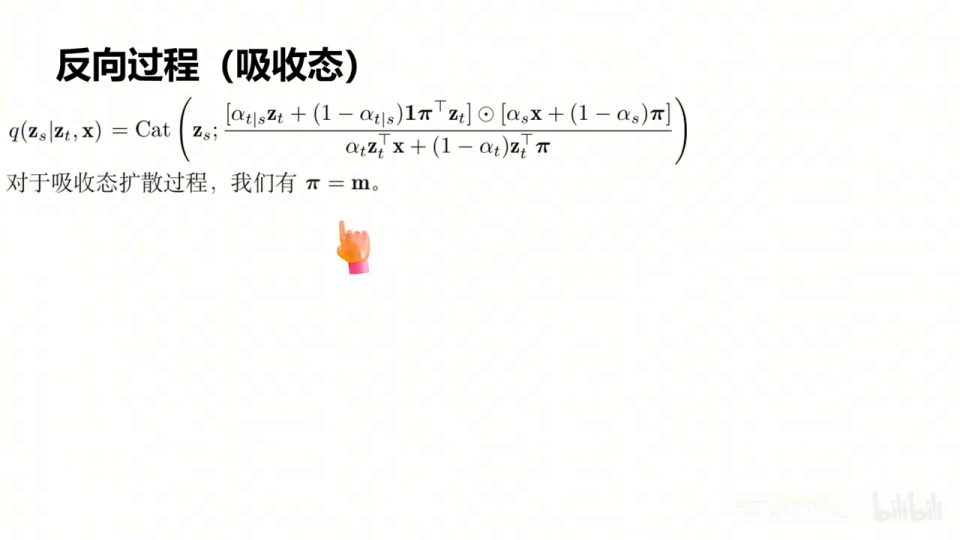 反向过程（吸收态）
q(z_s|z_t, x) = Cat ( z_s; [α_{t|s} z_t + (1 − α_{t|s}) 1π^⊤ z_t] ⊙ [α_s x + (1 − α_s)π] / α_t z_t^⊤ x + (1 − α_t) z_t^⊤ π )
对于吸收态扩散过程，我们有 π = m。
bilibili